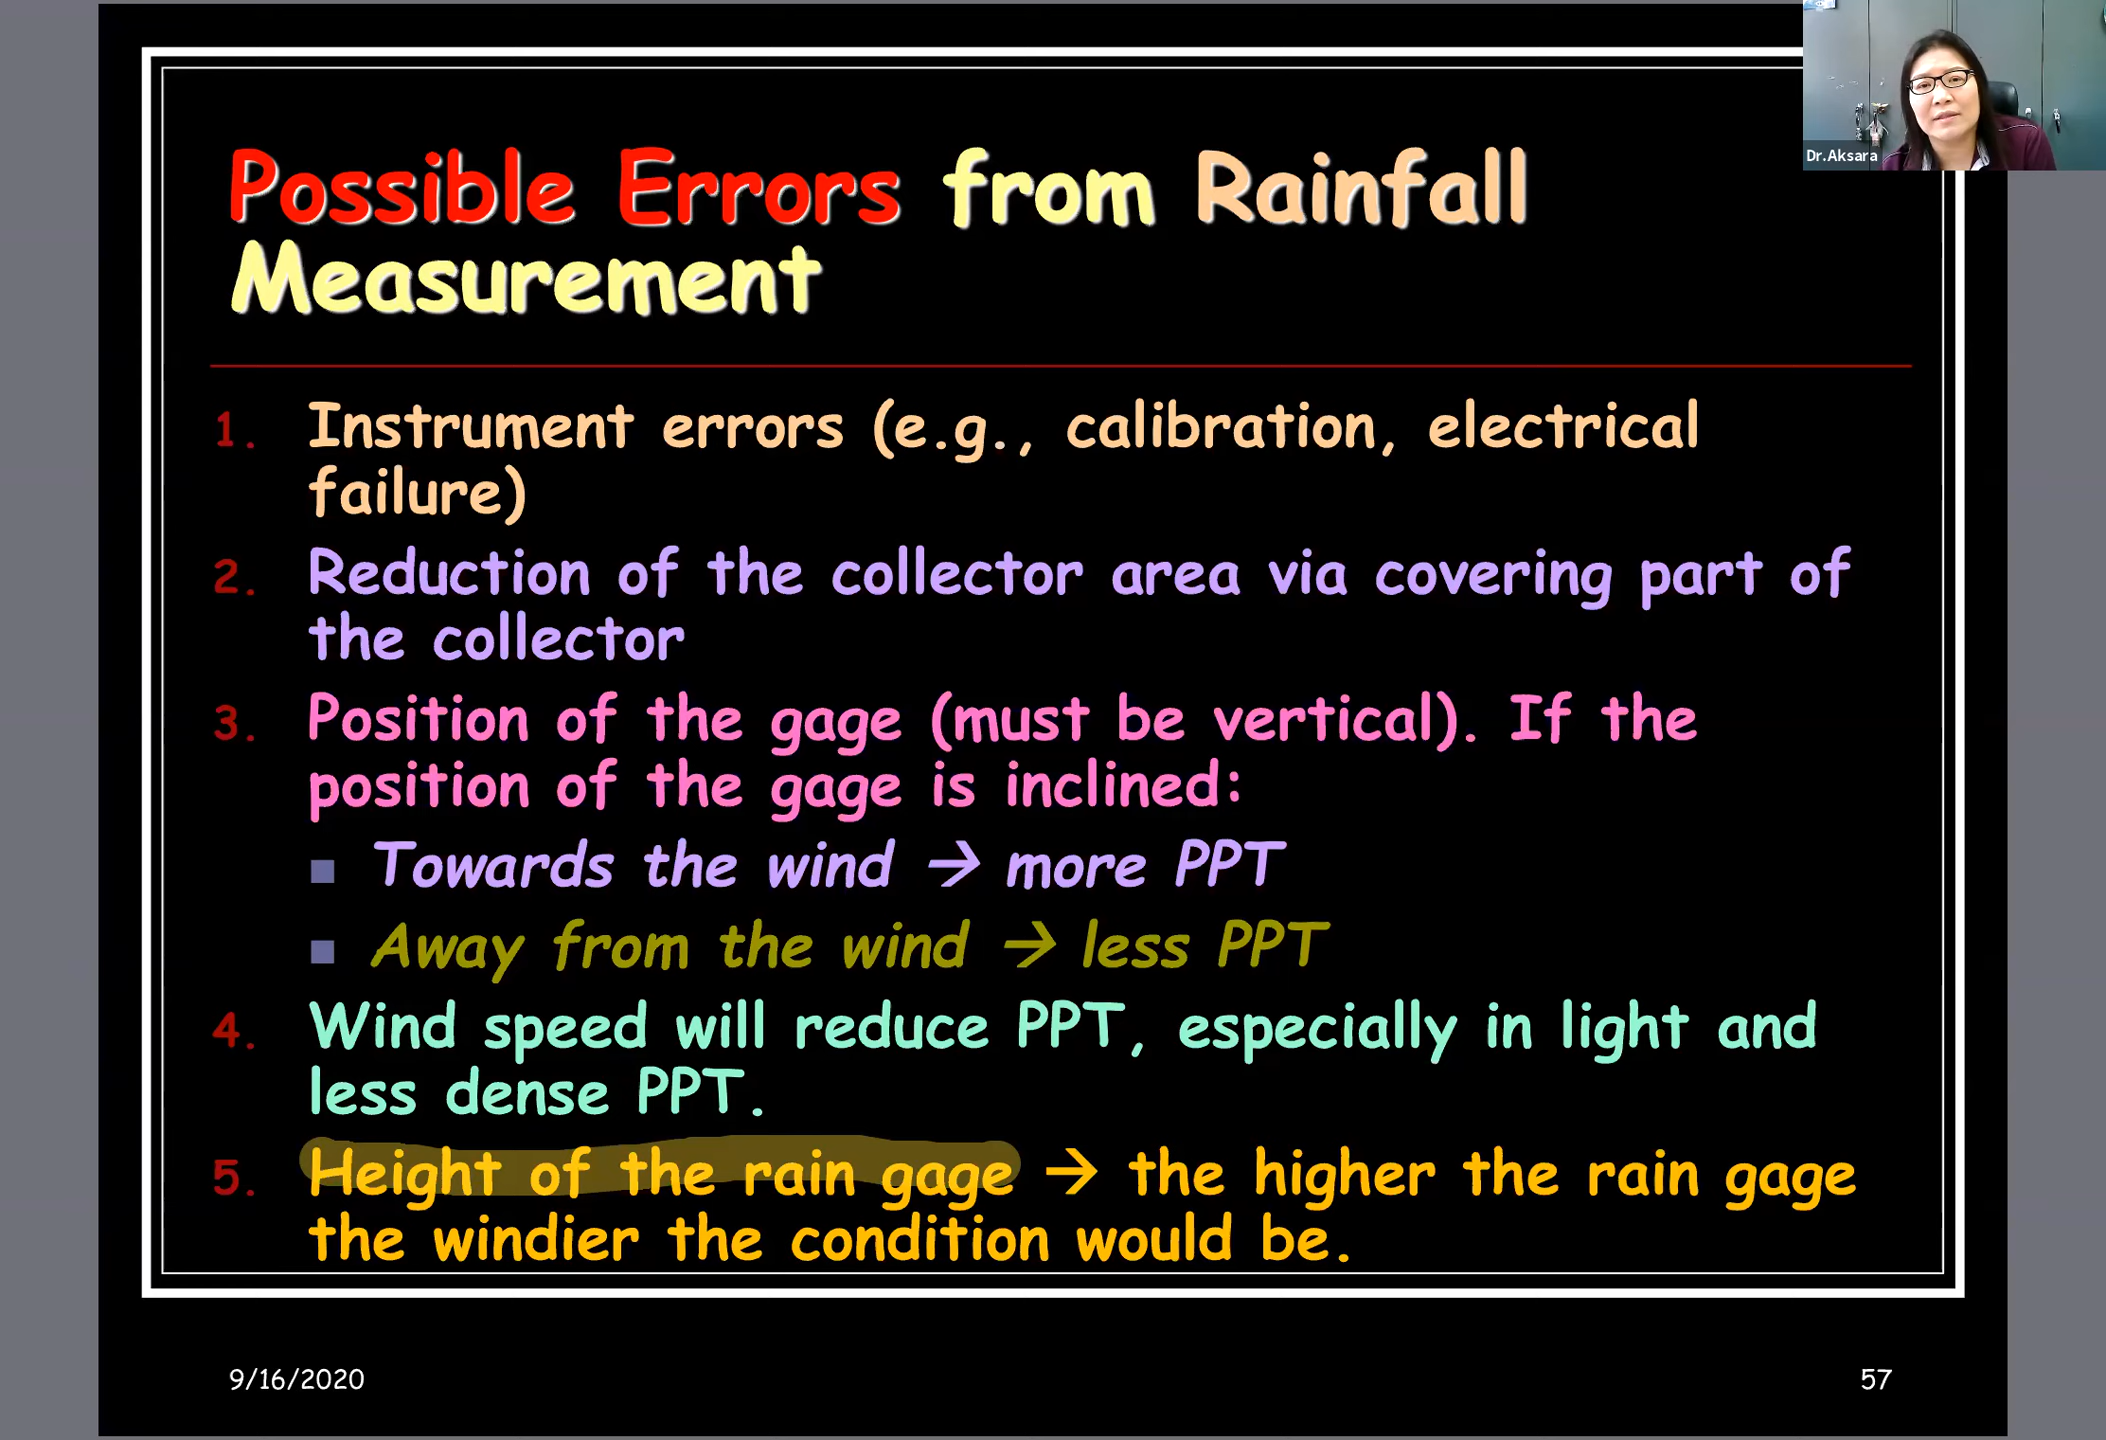 Dr.Aksara
Possible Errors from Rainfall
Measurement
1. Instrument errors (e.g., calibration, electrical
failure)
2. Reduction of the collector area via covering part of
the collector
3. Position of the gage (must be vertical). If the
position of the gage is inclined:
■ Towards the wind → more PPT
■ Away from the wind → less PPT
4. Wind speed will reduce PPT, especially in light and
less dense PPT.
5. Height of the rain gage → the higher the rain gage
the windier the condition would be.
9/16/2020
57